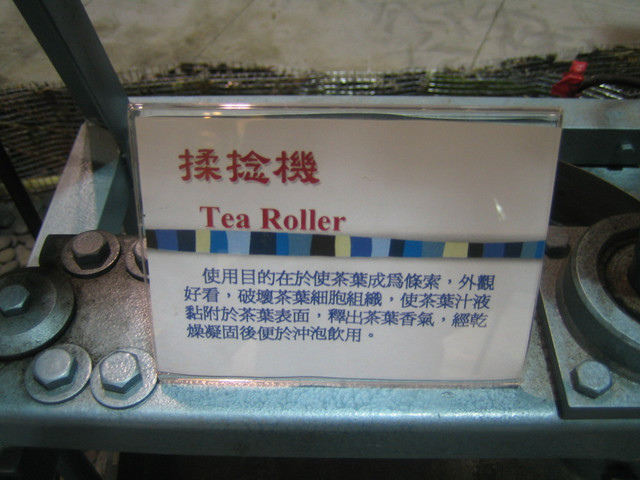 揉捻機
Tea Roller
使用目的在於使茶葉成為條索，外觀
好看，破壞茶葉細胞組織，使茶葉汁液
黏附於茶葉表面，釋出茶葉香氣，經乾
燥凝固後便於沖泡飲用。